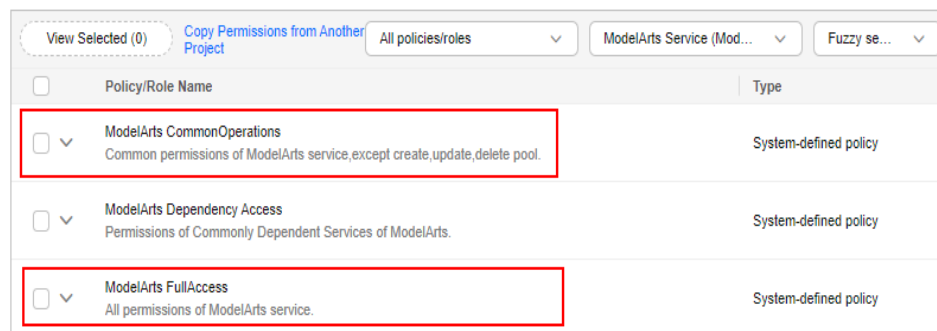 View Selected (0)
Copy Permissions from Another
Project
All policies/roles
ModelArts Service (Mod...
Fuzzy se...
Policy/Role Name
Type
ModelArts CommonOperations
Common permissions of ModelArts service,except create,update,delete pool.
System-defined policy
ModelArts Dependency Access
Permissions of Commonly Dependent Services of ModelArts.
System-defined policy
ModelArts FullAccess
All permissions of ModelArts service.
System-defined policy